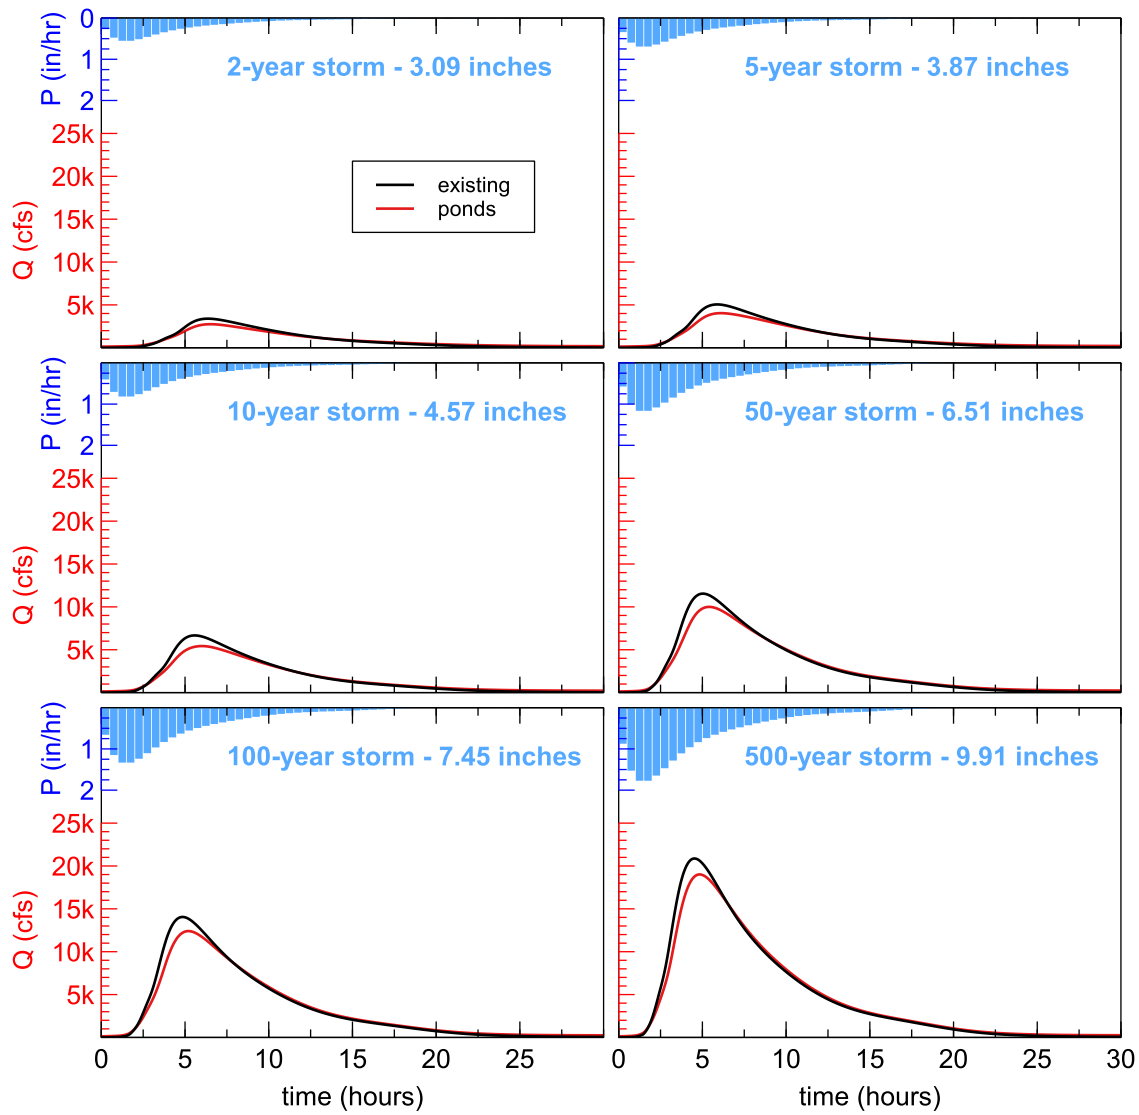 0
P (in/hr)
1
2
2-year storm - 3.09 inches
5-year storm - 3.87 inches
25k
20k
15k
Q (cfs)
10k
5k
existing
ponds
P (in/hr)
1
2
10-year storm - 4.57 inches
50-year storm - 6.51 inches
25k
20k
15k
Q (cfs)
10k
5k
P (in/hr)
1
2
100-year storm - 7.45 inches
500-year storm - 9.91 inches
25k
20k
15k
Q (cfs)
10k
5k
0 5 10 15 20 25
0 5 10 15 20 25 30
time (hours)
time (hours)